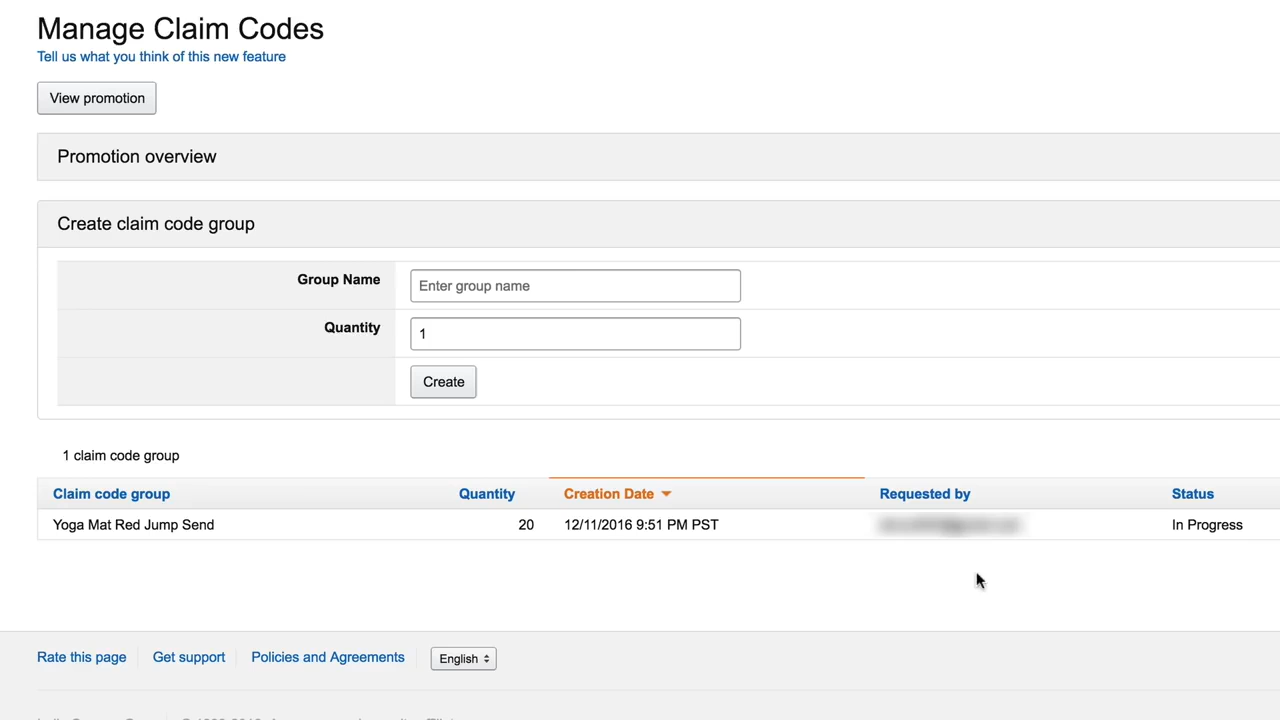 Manage Claim Codes
Tell us what you think of this new feature
View promotion
Promotion overview
Create claim code group
Group Name
Enter group name
Quantity
1
Create
1 claim code group
Claim code group Quantity Creation Date Requested by Status
Yoga Mat Red Jump Send 20 12/11/2016 9:51 PM PST In Progress
Rate this page Get support Policies and Agreements English